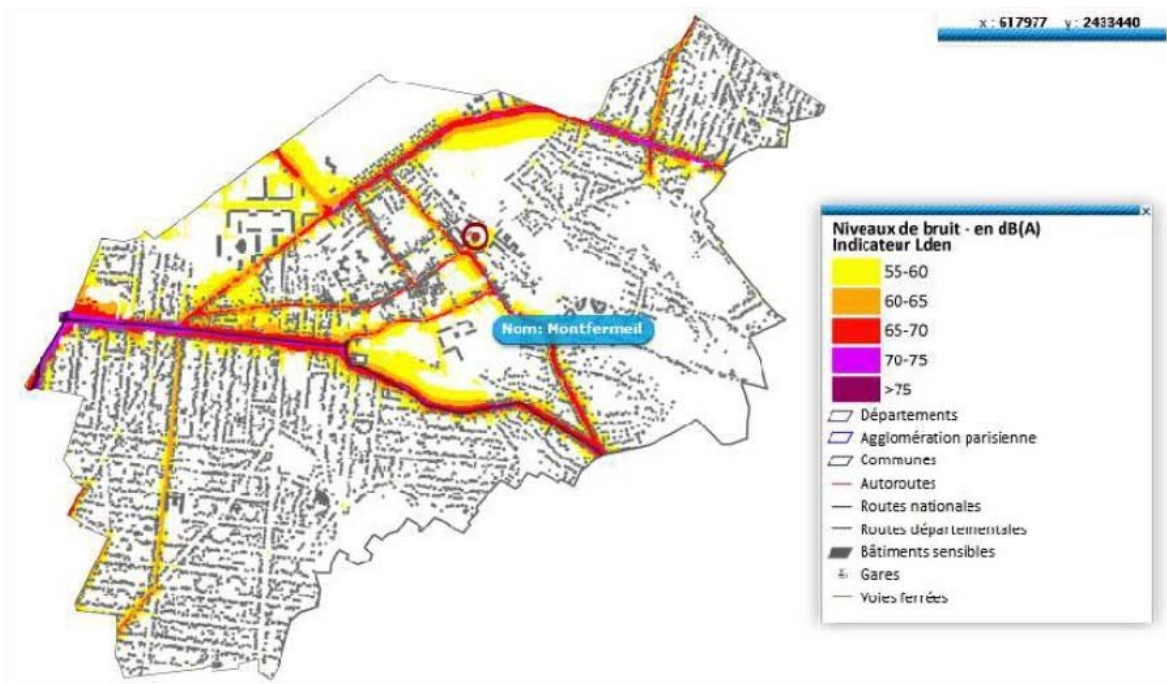 x : 617977 y : 2433440
Niveaux de bruit - en dB(A)
Indicateur Lden
55-60
60-65
65-70
70-75
>75
Départements
Agglomération parisienne
Communes
Autoroutes
Routes nationales
Routes départementales
Bâtiments sensibles
Gares
Voies ferrées
Nom: Montfermeil